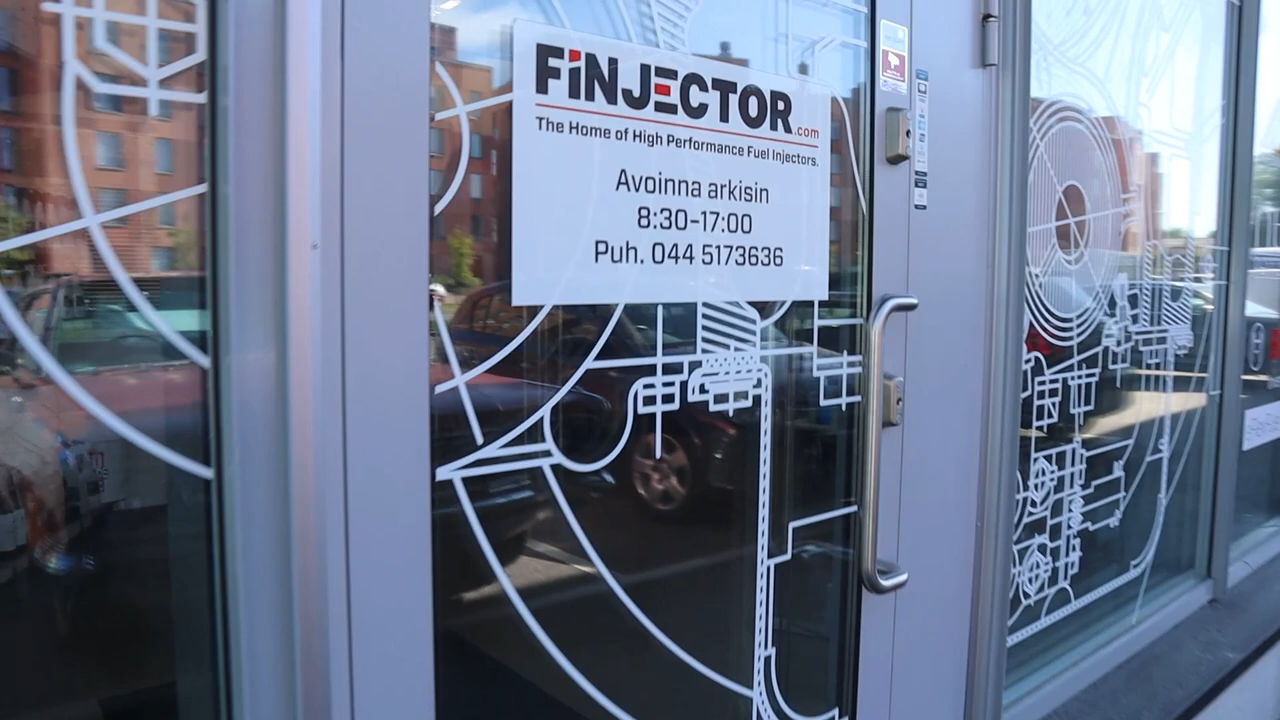 FINJECTOR.com
The Home of High Performance Fuel Injectors.
Avoinna arkisin
8:30-17:00
Puh. 044 5173636